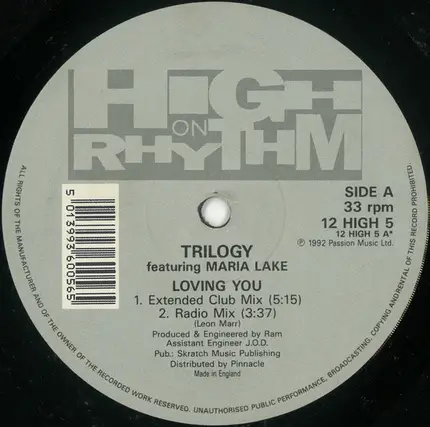 HIGH
ON
RHYTHM
SIDE A
33 rpm
12 HIGH 5
12 HIGH 5 A*
℗ 1992 Passion Music Ltd.
5 013993 600565
TRILOGY
featuring MARIA LAKE
LOVING YOU
1. Extended Club Mix (5:15)
2. Radio Mix (3:37)
(Leon Marr)
Produced & Engineered by Ram
Assistant Engineer J.O.D.
Pub.: Skratch Music Publishing
Distributed by Pinnacle
Made in England
ALL RIGHTS OF THE MANUFACTURER AND OF THE OWNER OF THE RECORDED WORK RESERVED. UNAUTHORISED PUBLIC PERFORMANCE, BROADCASTING, COPYING AND RENTAL OF THIS RECORD PROHIBITED.